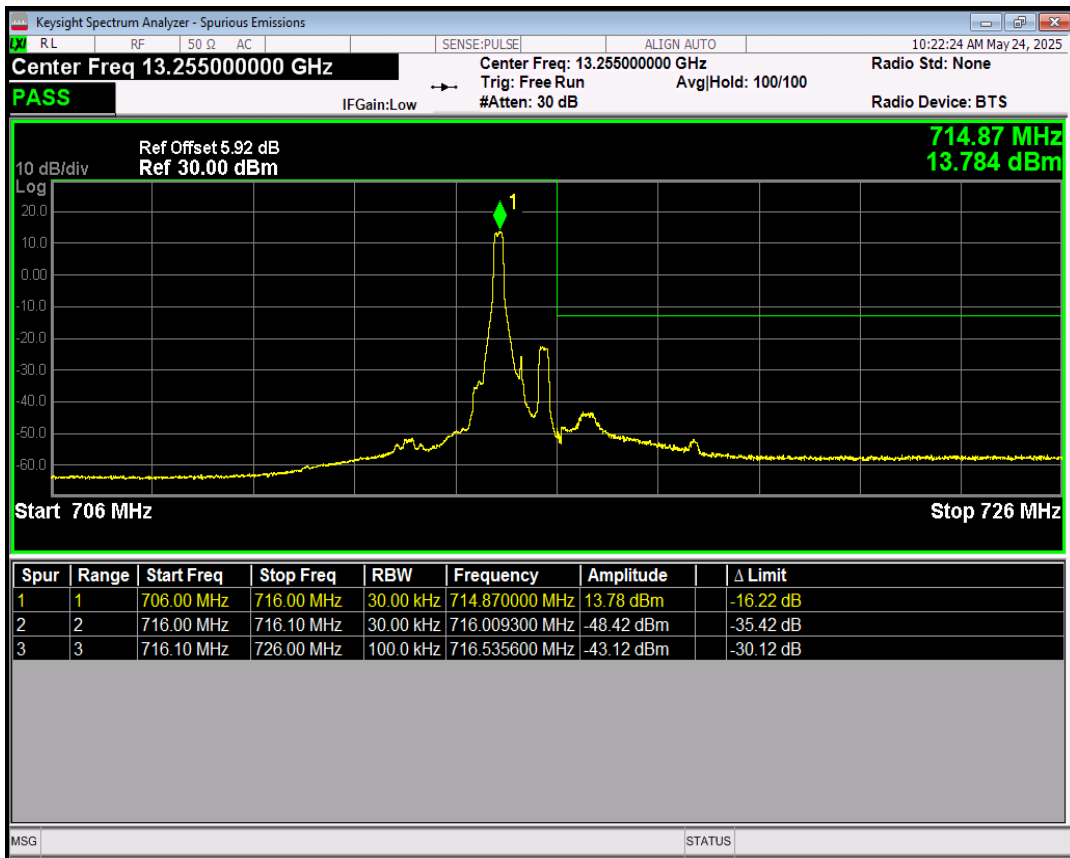 Keysight Spectrum Analyzer - Spurious Emissions
LXI RL RF 50 Ω AC SENSE:PULSE ALIGN AUTO 10:22:24 AM May 24, 2025
Center Freq 13.255000000 GHz Center Freq: 13.255000000 GHz Radio Std: None
Trig: Free Run Avg|Hold: 100/100
PASS IFGain:Low #Atten: 30 dB Radio Device: BTS
714.87 MHz
13.784 dBm
Ref Offset 5.92 dB
10 dB/div Ref 30.00 dBm
Log
1
20.0
10.0
0.00
-10.0
-20.0
-30.0
-40.0
-50.0
-60.0
Start 706 MHz Stop 726 MHz
Spur Range Start Freq Stop Freq RBW Frequency Amplitude Δ Limit
1 1 706.00 MHz 716.00 MHz 30.00 kHz 714.870000 MHz 13.78 dBm -16.22 dB
2 2 716.00 MHz 716.10 MHz 30.00 kHz 716.009300 MHz -48.42 dBm -35.42 dB
3 3 716.10 MHz 726.00 MHz 100.0 kHz 716.535600 MHz -43.12 dBm -30.12 dB
MSG STATUS